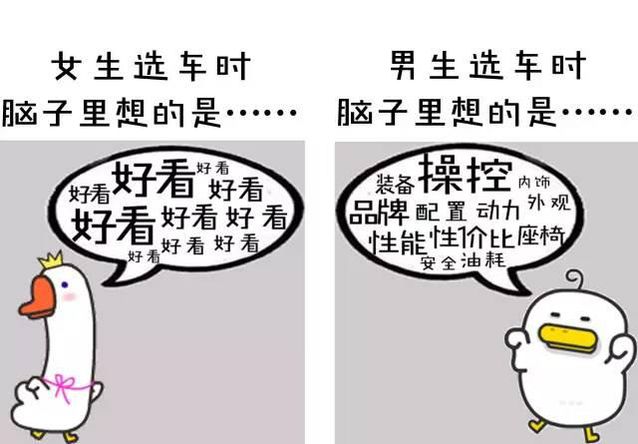 女生选车时
脑子里想的是……
好看
好看 好看 好看
好看 好看 好看
好看 好看 好看
男生选车时
脑子里想的是……
装备 操控 内饰
品牌 配置 动力 外观
性能 性价比 座椅
安全 油耗